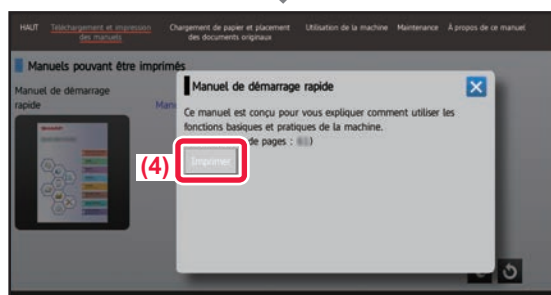 HAUT Téléchargement et impression des manuels Chargement de papier et placement des documents originaux Utilisation de la machine Maintenance À propos de ce manuel
Manuels pouvant être imprimés
Manuel de démarrage rapide
Manu
Manuel de démarrage rapide
Ce manuel est conçu pour vous expliquer comment utiliser les
fonctions basiques et pratiques de la machine.
de pages :
(4)
Imprimer